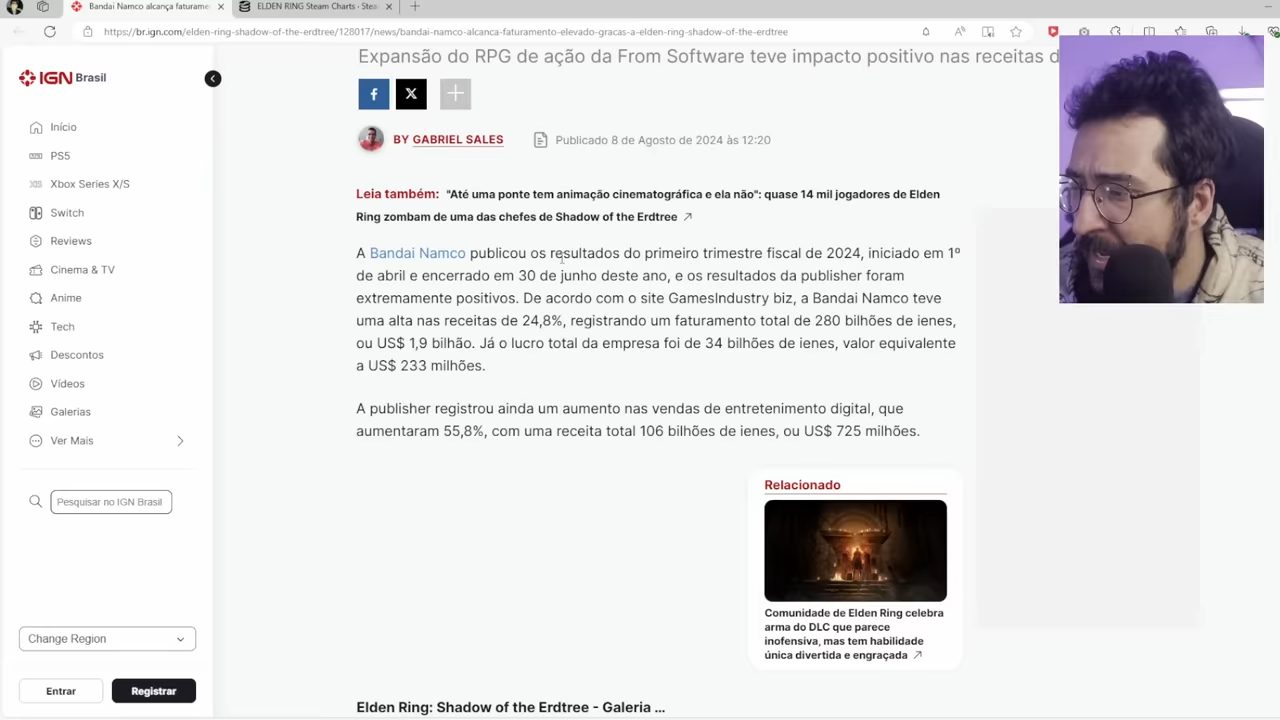 Bandai Namco alcança faturame
ELDEN RING Steam Charts · Stea
https://br.ign.com/elden-ring-shadow-of-the-erdtree/128017/news/bandai-namco-alcanca-faturamento-elevado-gracas-a-elden-ring-shadow-of-the-erdtree
IGN Brasil
Início
PS5
Xbox Series X/S
Switch
Reviews
Cinema & TV
Anime
Tech
Descontos
Vídeos
Galerias
Ver Mais
Pesquisar no IGN Brasil
Change Region
Entrar
Registrar
Expansão do RPG de ação da From Software teve impacto positivo nas receitas d
BY GABRIEL SALES
Publicado 8 de Agosto de 2024 às 12:20
Leia também: "Até uma ponte tem animação cinematográfica e ela não": quase 14 mil jogadores de Elden
Ring zombam de uma das chefes de Shadow of the Erdtree
A Bandai Namco publicou os resultados do primeiro trimestre fiscal de 2024, iniciado em 1º
de abril e encerrado em 30 de junho deste ano, e os resultados da publisher foram
extremamente positivos. De acordo com o site GamesIndustry biz, a Bandai Namco teve
uma alta nas receitas de 24,8%, registrando um faturamento total de 280 bilhões de ienes,
ou US$ 1,9 bilhão. Já o lucro total da empresa foi de 34 bilhões de ienes, valor equivalente
a US$ 233 milhões.
A publisher registrou ainda um aumento nas vendas de entretenimento digital, que
aumentaram 55,8%, com uma receita total 106 bilhões de ienes, ou US$ 725 milhões.
Relacionado
Comunidade de Elden Ring celebra
arma do DLC que parece
inofensiva, mas tem habilidade
única divertida e engraçada
Elden Ring: Shadow of the Erdtree - Galeria ...